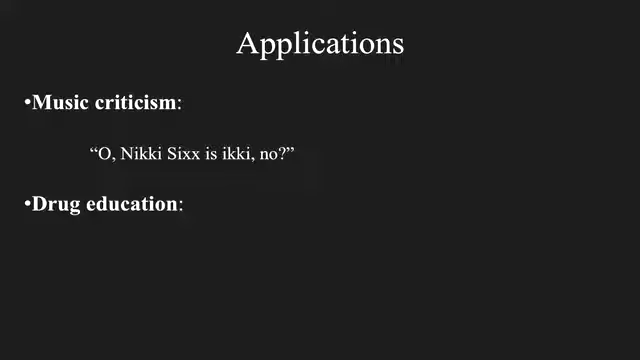 Applications
•Music criticism:
“O, Nikki Sixx is ikki, no?”
•Drug education: